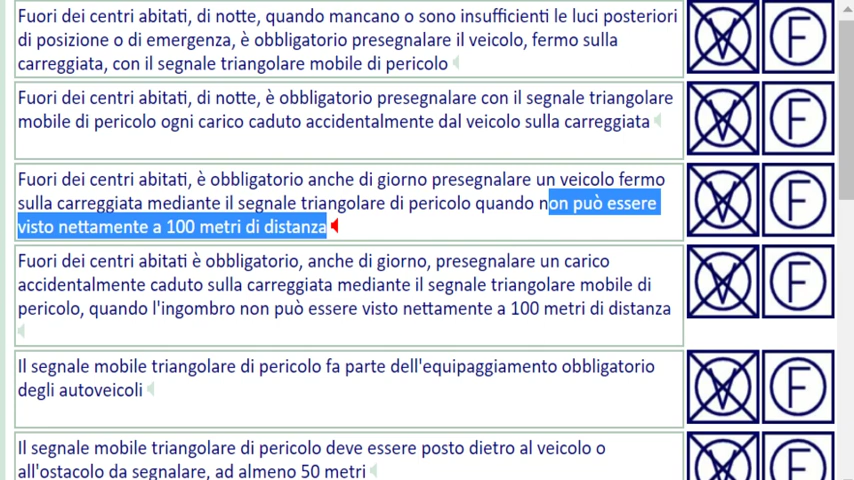 Fuori dei centri abitati, di notte, quando mancano o sono insufficienti le luci posteriori
di posizione o di emergenza, è obbligatorio presegnalare il veicolo, fermo sulla
carreggiata, con il segnale triangolare mobile di pericolo
V F
Fuori dei centri abitati, di notte, è obbligatorio presegnalare con il segnale triangolare
mobile di pericolo ogni carico caduto accidentalmente dal veicolo sulla carreggiata
V F
Fuori dei centri abitati, è obbligatorio anche di giorno presegnalare un veicolo fermo
sulla carreggiata mediante il segnale triangolare di pericolo quando non può essere
visto nettamente a 100 metri di distanza
V F
Fuori dei centri abitati è obbligatorio, anche di giorno, presegnalare un carico
accidentalmente caduto sulla carreggiata mediante il segnale triangolare mobile di
pericolo, quando l'ingombro non può essere visto nettamente a 100 metri di distanza
V F
Il segnale mobile triangolare di pericolo fa parte dell'equipaggiamento obbligatorio
degli autoveicoli
V F
Il segnale mobile triangolare di pericolo deve essere posto dietro al veicolo o
all'ostacolo da segnalare, ad almeno 50 metri
V F